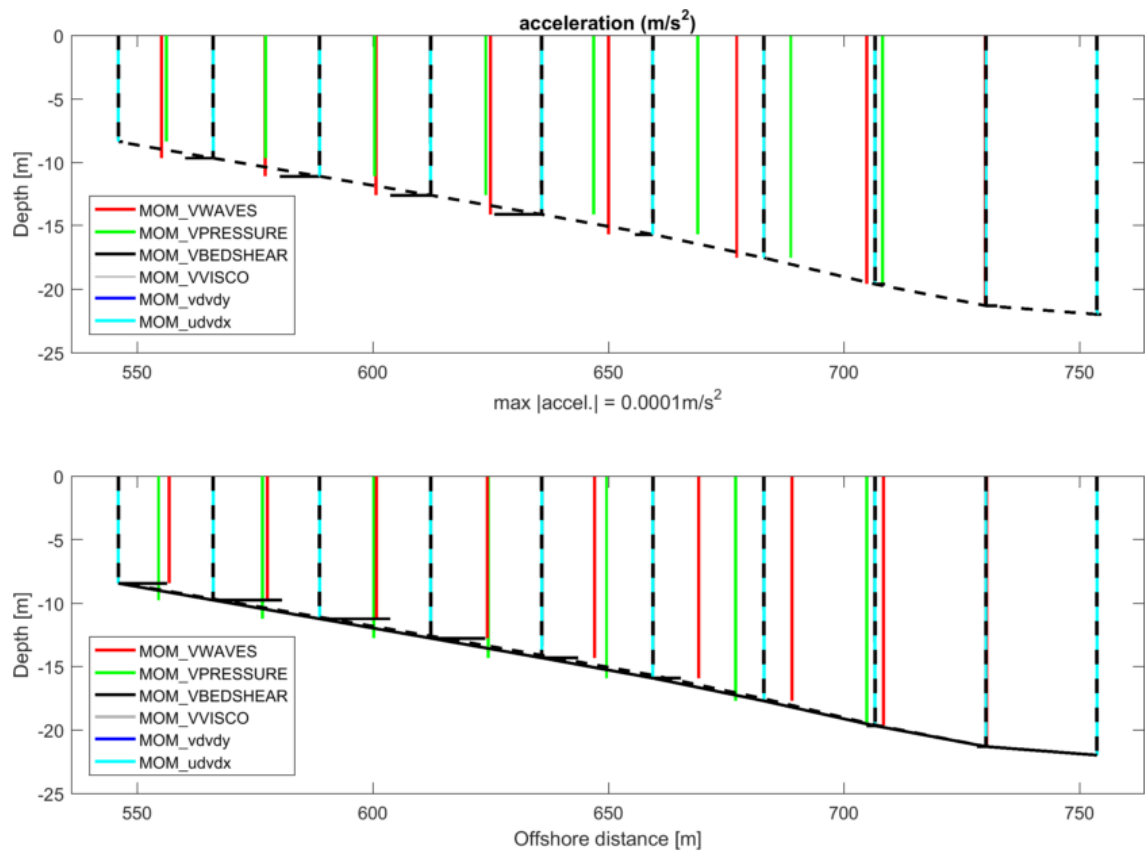 acceleration (m/s²)
0
-5
-10
-15
-20
-25
Depth [m]
MOM_VWAVES
MOM_VPRESSURE
MOM_VBEDSHEAR
MOM_VVISCO
MOM_vdvdy
MOM_udvdx
550 600 650 700 750
max |accel.| = 0.0001m/s²
0
-5
-10
-15
-20
-25
Depth [m]
MOM_VWAVES
MOM_VPRESSURE
MOM_VBEDSHEAR
MOM_VVISCO
MOM_vdvdy
MOM_udvdx
550 600 650 700 750
Offshore distance [m]